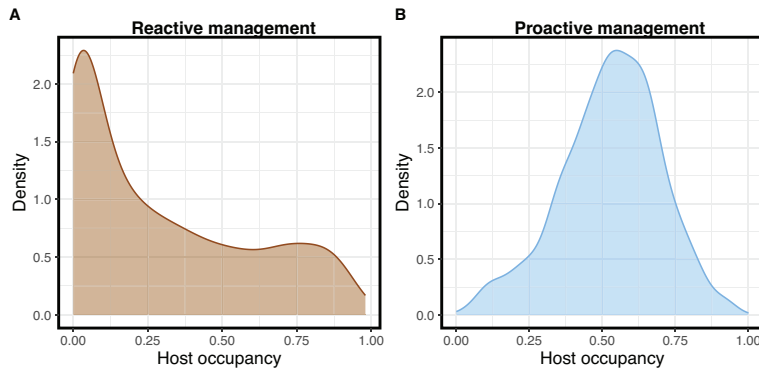 A
Reactive management
Density
2.0
1.5
1.0
0.5
0.0
0.00 0.25 0.50 0.75 1.00
Host occupancy
B
Proactive management
Density
2.0
1.5
1.0
0.5
0.0
0.00 0.25 0.50 0.75 1.00
Host occupancy